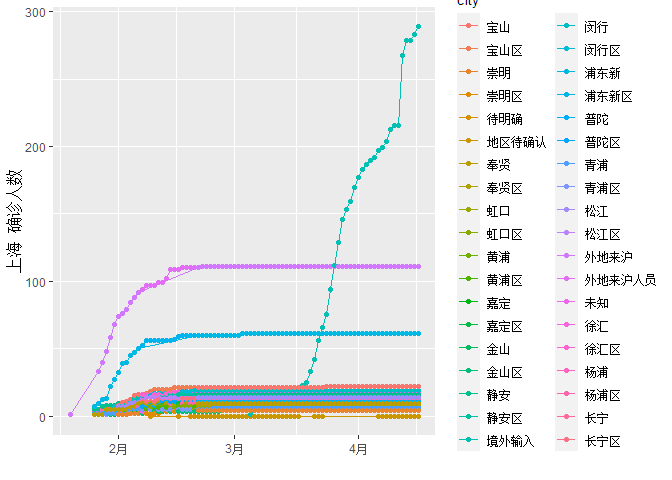 city
300
200
100
0
上海 确诊人数
2月
3月
4月
宝山
宝山区
崇明
崇明区
待明确
地区待确认
奉贤
奉贤区
虹口
虹口区
黄浦
黄浦区
嘉定
嘉定区
金山
金山区
静安
静安区
境外输入
闵行
闵行区
浦东新
浦东新区
普陀
普陀区
青浦
青浦区
松江
松江区
外地来沪
外地来沪人员
未知
徐汇
徐汇区
杨浦
杨浦区
长宁
长宁区